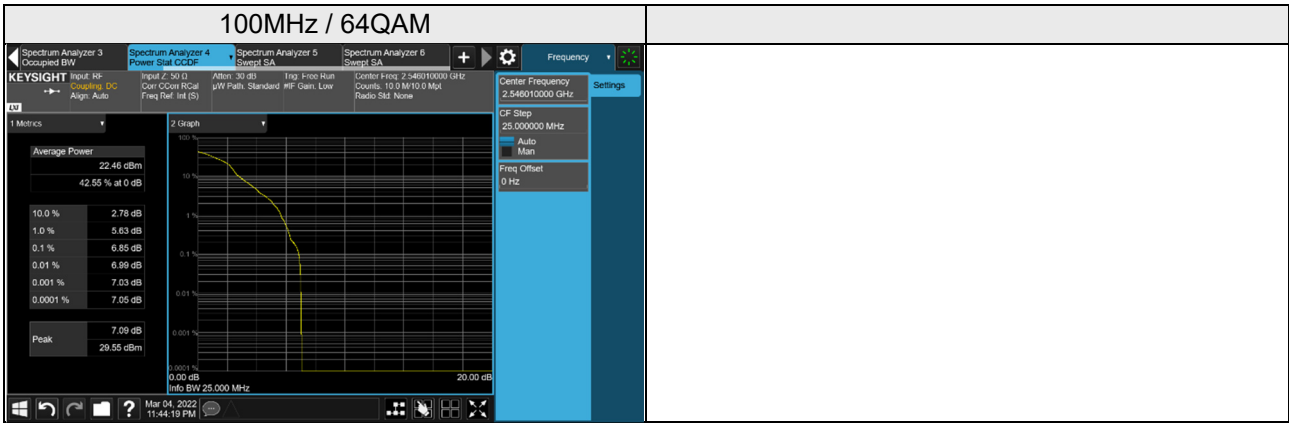 100MHz / 64QAM
Spectrum Analyzer 3
Occupied BW
Spectrum Analyzer 4
Power Stat CCDF
Spectrum Analyzer 5
Swept SA
Spectrum Analyzer 6
Swept SA
+
Frequency
KEYSIGHT
Input: RF
Coupling: DC
Align: Auto
Input Z: 50 Ω
Corr CCorr RCal
Freq Ref: Int (S)
Atten: 30 dB
µW Path: Standard
Trig: Free Run
#IF Gain: Low
Center Freq: 2.546010000 GHz
Counts: 10.0 M/10.0 Mpt
Radio Std: None
LXI
Center Frequency
2.546010000 GHz
Settings
CF Step
25.000000 MHz
Auto
Man
Freq Offset
0 Hz
1 Metrics
Average Power
22.46 dBm
42.55 % at 0 dB
10.0 % 2.78 dB
1.0 % 5.63 dB
0.1 % 6.85 dB
0.01 % 6.99 dB
0.001 % 7.03 dB
0.0001 % 7.05 dB
Peak
7.09 dB
29.55 dBm
2 Graph
100 %
10 %
1 %
0.1 %
0.01 %
0.001 %
0.0001 %
0.00 dB 20.00 dB
Info BW 25.000 MHz
?
Mar 04, 2022
11:44:19 PM